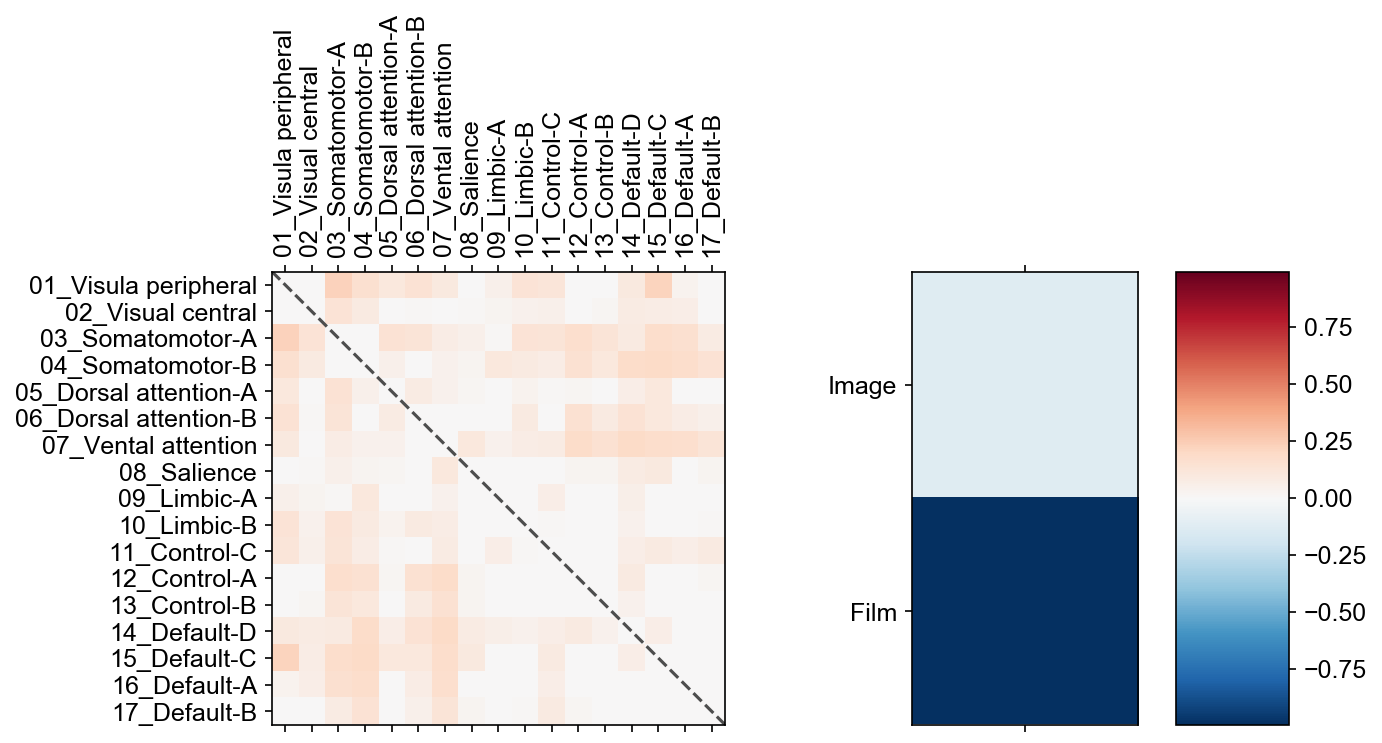 01_Visula peripheral
02_Visual central
03_Somatomotor-A
04_Somatomotor-B
05_Dorsal attention-A
06_Dorsal attention-B
07_Vental attention
08_Salience
09_Limbic-A
10_Limbic-B
11_Control-C
12_Control-A
13_Control-B
14_Default-D
15_Default-C
16_Default-A
17_Default-B
01_Visula peripheral
02_Visual central
03_Somatomotor-A
04_Somatomotor-B
05_Dorsal attention-A
06_Dorsal attention-B
07_Vental attention
08_Salience
09_Limbic-A
10_Limbic-B
11_Control-C
12_Control-A
13_Control-B
14_Default-D
15_Default-C
16_Default-A
17_Default-B
Image
Film
0.75
0.50
0.25
0.00
−0.25
−0.50
−0.75